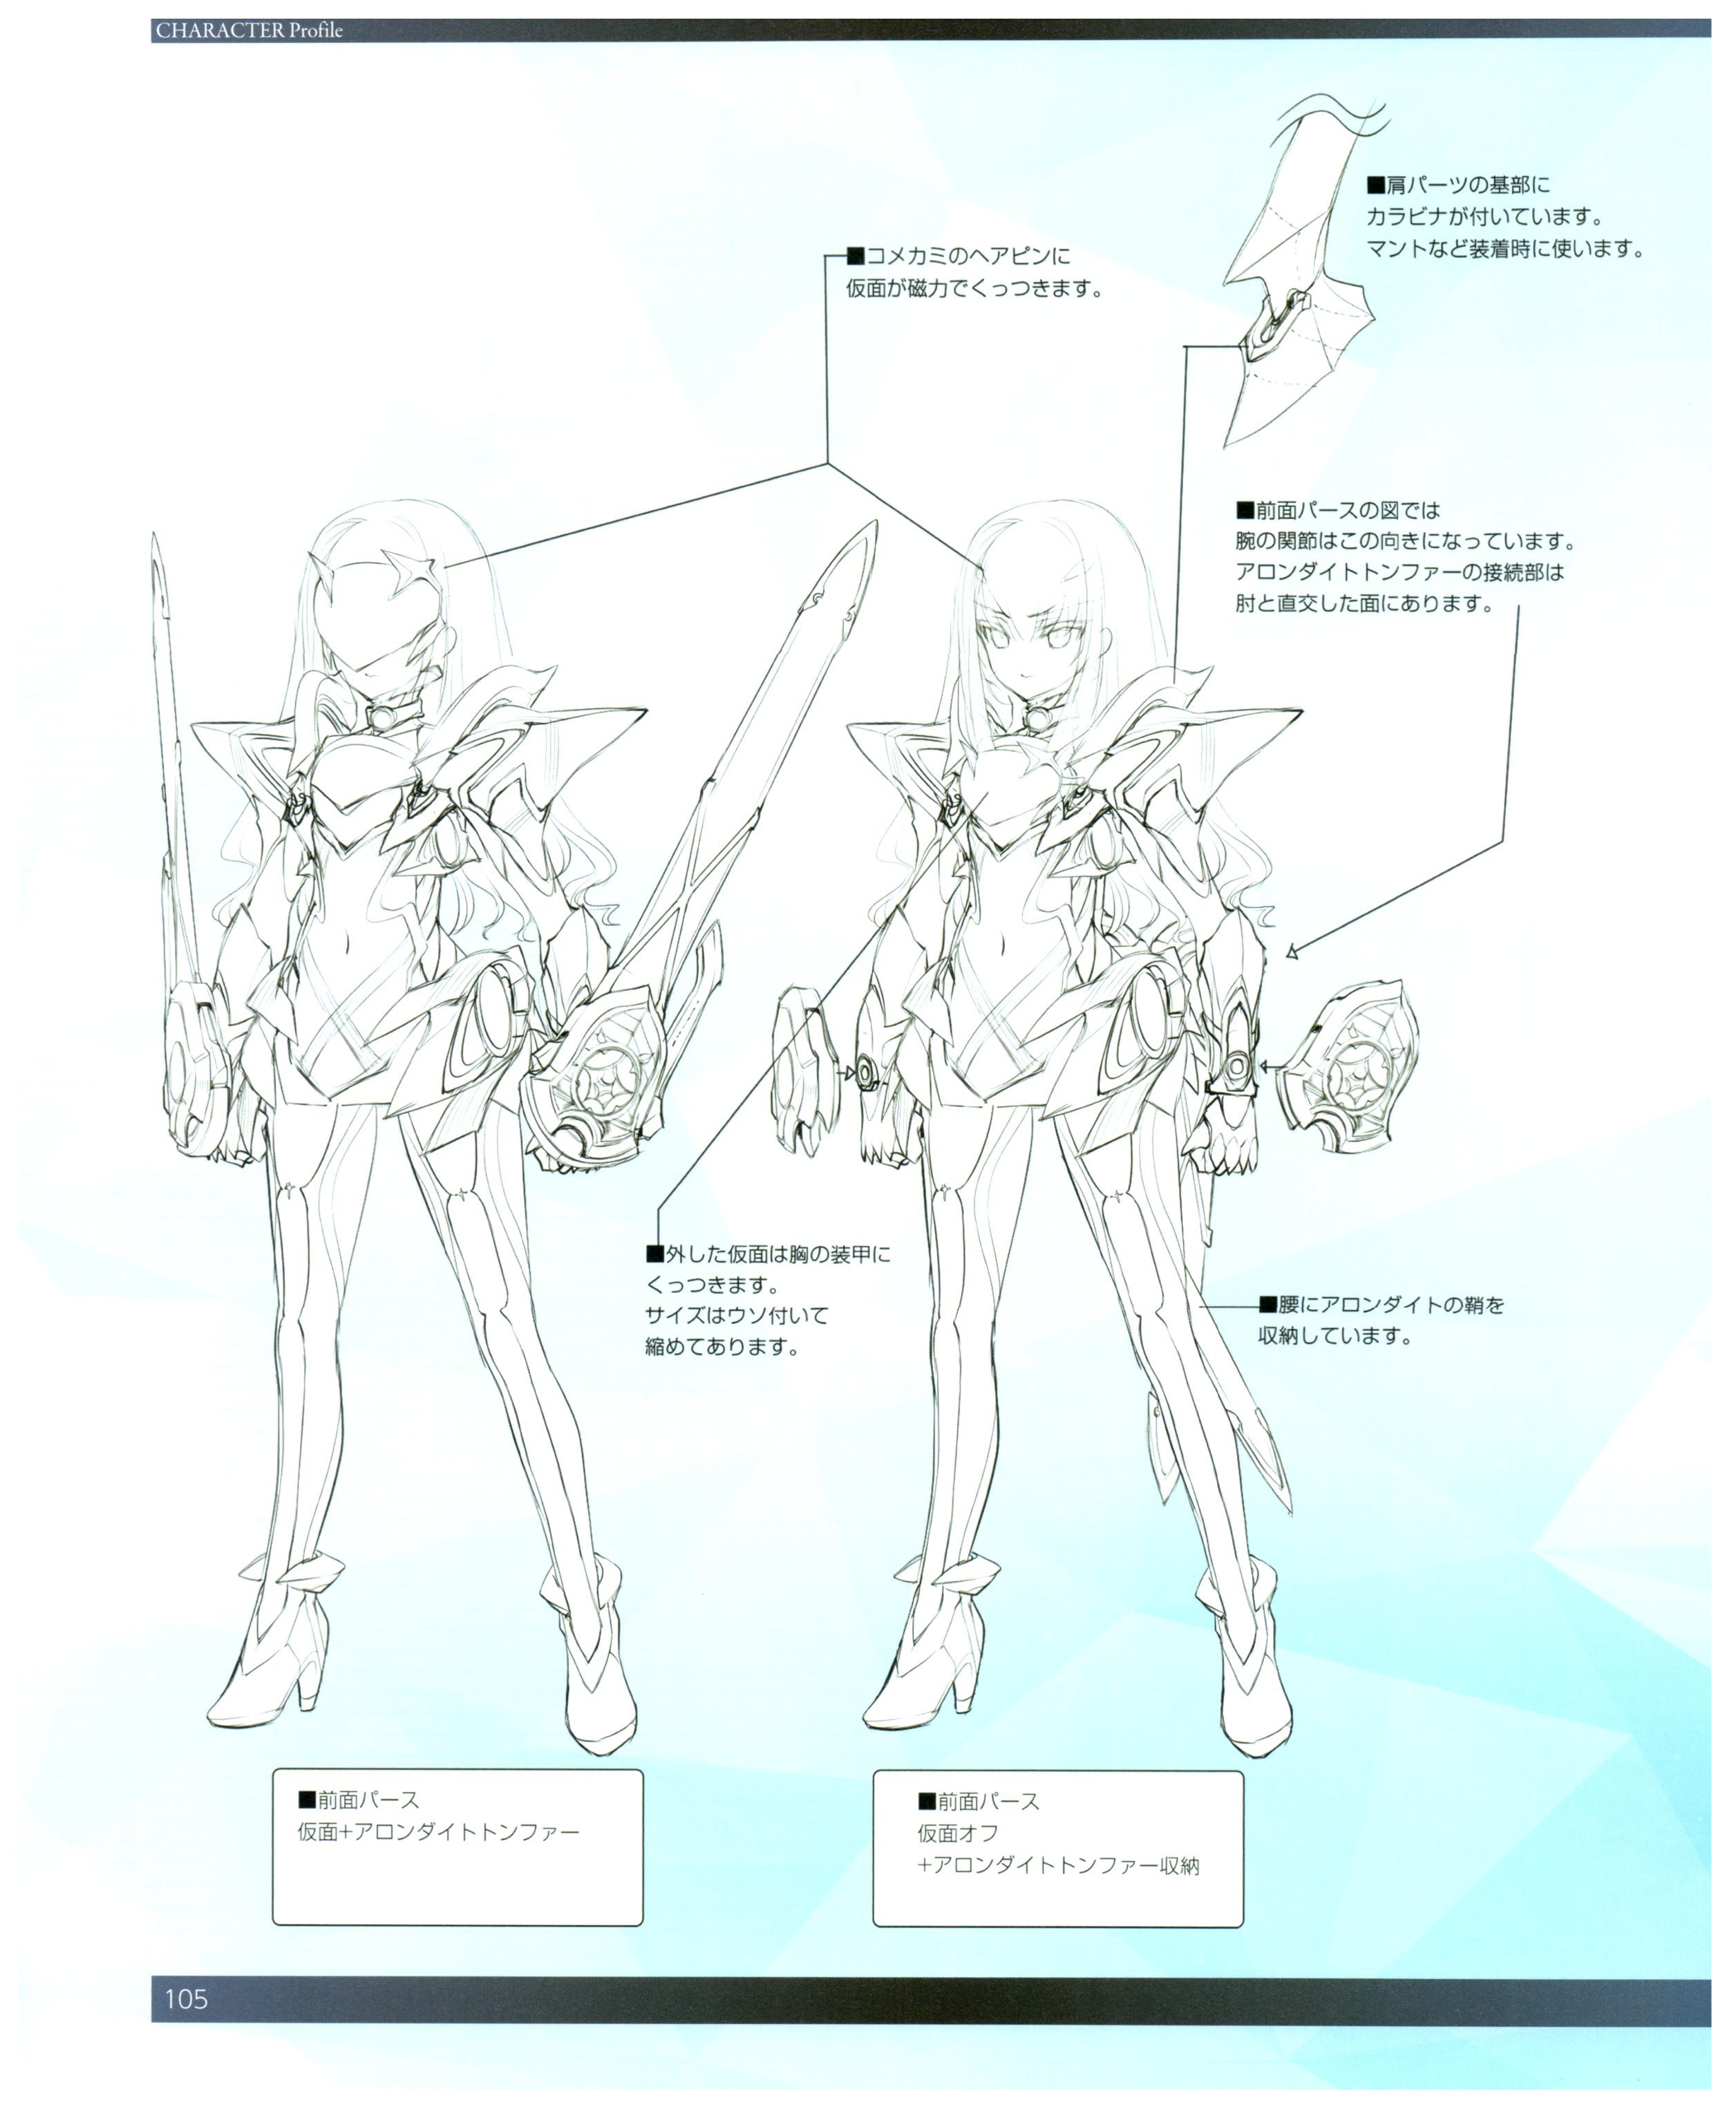 CHARACTER Profile
■肩パーツの基部に
カラビナが付いています。
マントなど装着時に使います。
■コメカミのヘアピンに
仮面が磁力でくっつきます。
■前面パースの図では
腕の関節はこの向きになっています。
アロンダイトトンファーの接続部は
肘と直交した面にあります。
■外した仮面は胸の装甲に
くっつきます。
サイズはウソ付いて
縮めてあります。
■腰にアロンダイトの鞘を
収納しています。
■前面パース
仮面+アロンダイトトンファー
■前面パース
仮面オフ
+アロンダイトトンファー収納
105